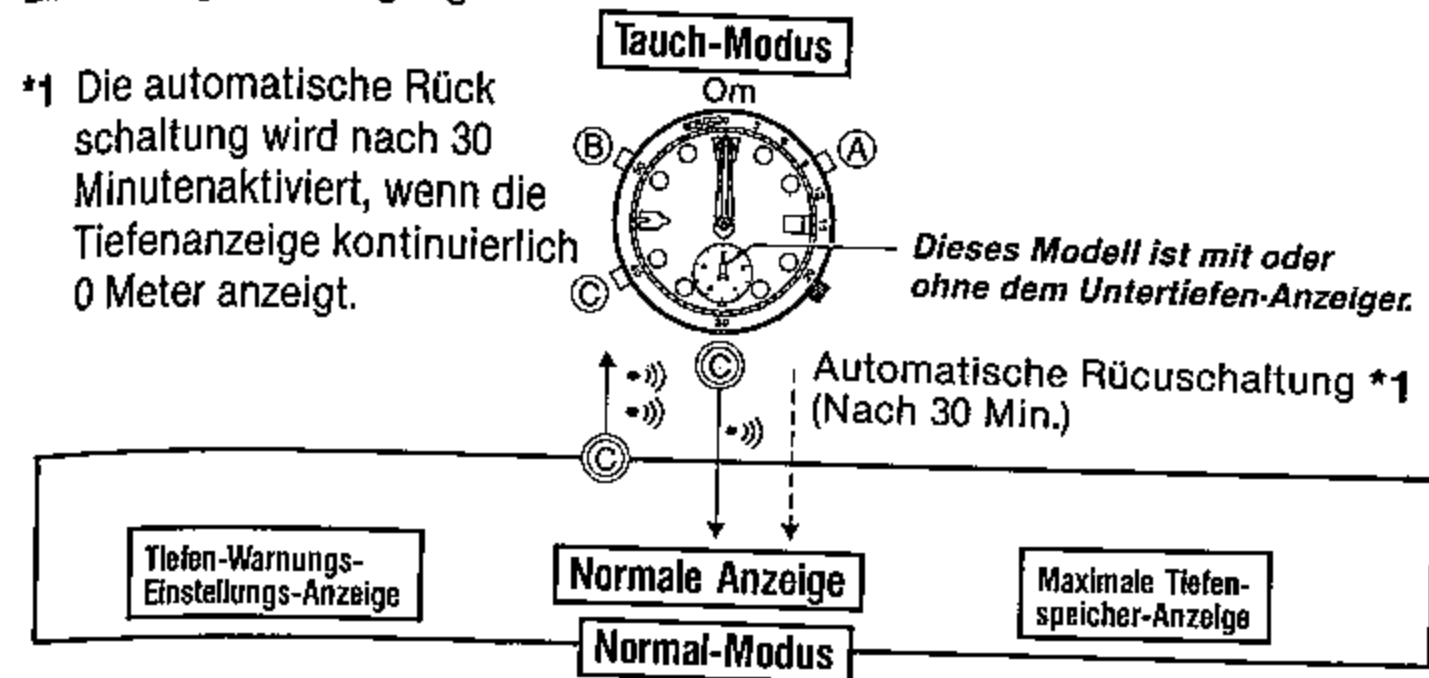 Tauch-Modus
*1 Die automatische Rück
schaltung wird nach 30
Minutenaktiviert, wenn die
Tiefenanzeige kontinuierlich
0 Meter anzeigt.
Om
B
A
C
Dieses Modell ist mit oder
ohne dem Untertiefen-Anzeiger.
C
Automatische Rücuschaltung *1
(Nach 30 Min.)
C
Tiefen-Warnungs-
Einstellungs-Anzeige
Normale Anzeige
Maximale Tiefen-
speicher-Anzeige
Normal-Modus